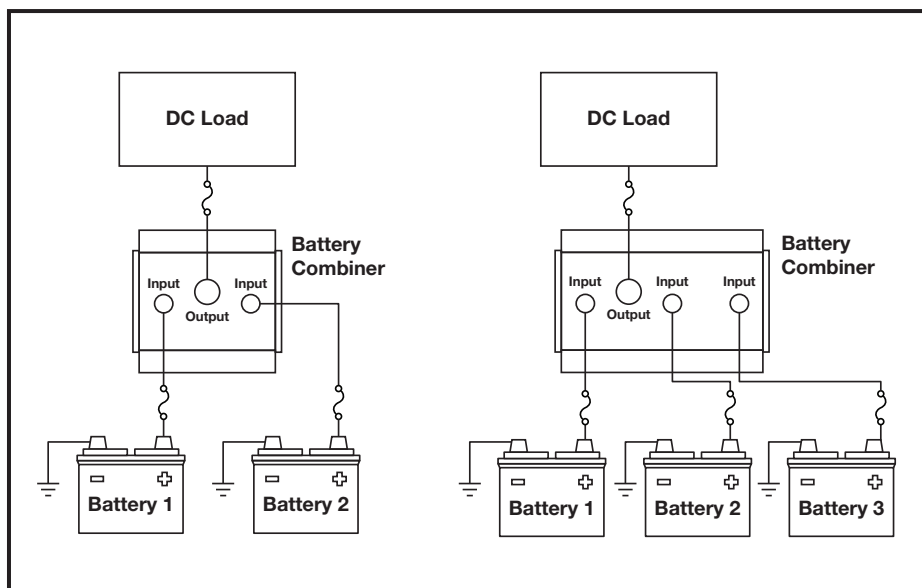 DC Load
Battery
Combiner
Input
Input
Output
Battery 1
Battery 2
DC Load
Battery
Combiner
Input
Input
Input
Output
Battery 1
Battery 2
Battery 3